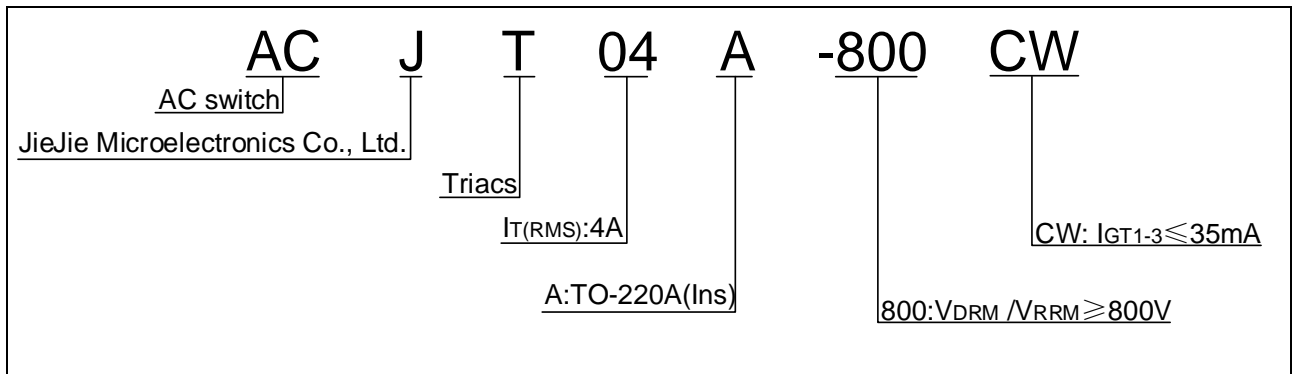 AC J T 04 A -800 CW
AC switch
JieJie Microelectronics Co., Ltd.
Triacs
IT(RMS):4A
CW: IGT1-3≤35mA
A:TO-220A(Ins)
800:VDRM /VRRM≥800V